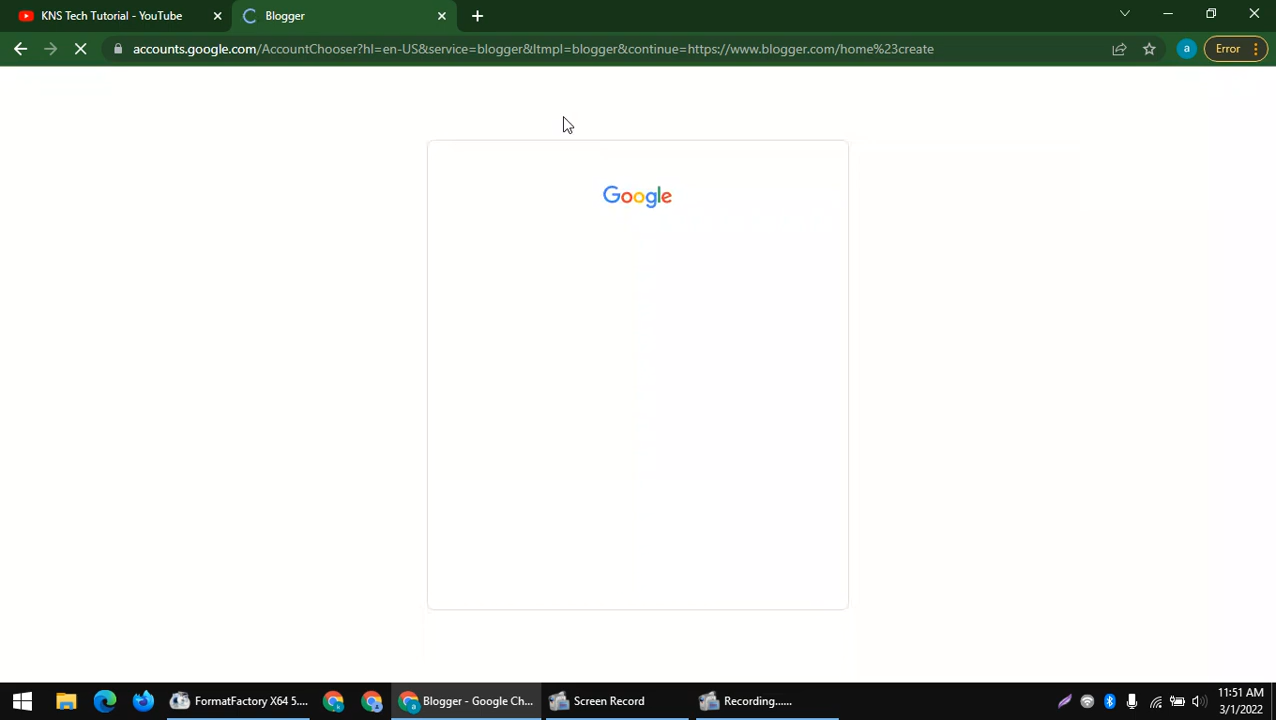 KNS Tech Tutorial - YouTube
Blogger
accounts.google.com/AccountChooser?hl=en-US&service=blogger&ltmpl=blogger&continue=https://www.blogger.com/home%23create
a
Error
Google
FormatFactory X64 5....
Blogger - Google Ch...
Screen Record
Recording......
11:51 AM
3/1/2022